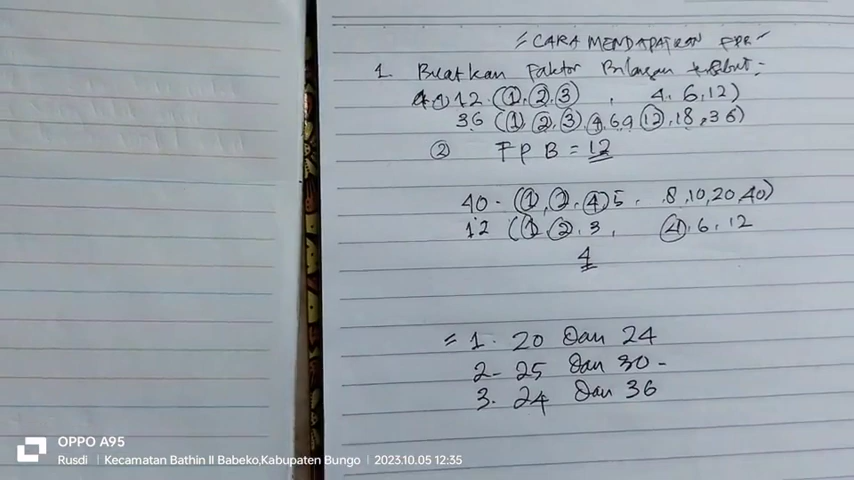 = CARA MENDAPATKAN FPB =
1. Buatkan Faktor Bilangan tersebut =
1) 12. (1, 2, 3, 4, 6, 12)
36 (1, 2, 3, 4, 6, 9, 12, 18, 36)
2 FPB = 12
40 - (1, 2, 4, 5, 8, 10, 20, 40)
12 (1, 2, 3, 4, 6, 12
4
= 1. 20 Dan 24
2 - 25 Dan 30 -
3. 24 Dan 36
OPPO A95
Rusdi | Kecamatan Bathin II Babeko,Kabupaten Bungo | 2023.10.05 12:35